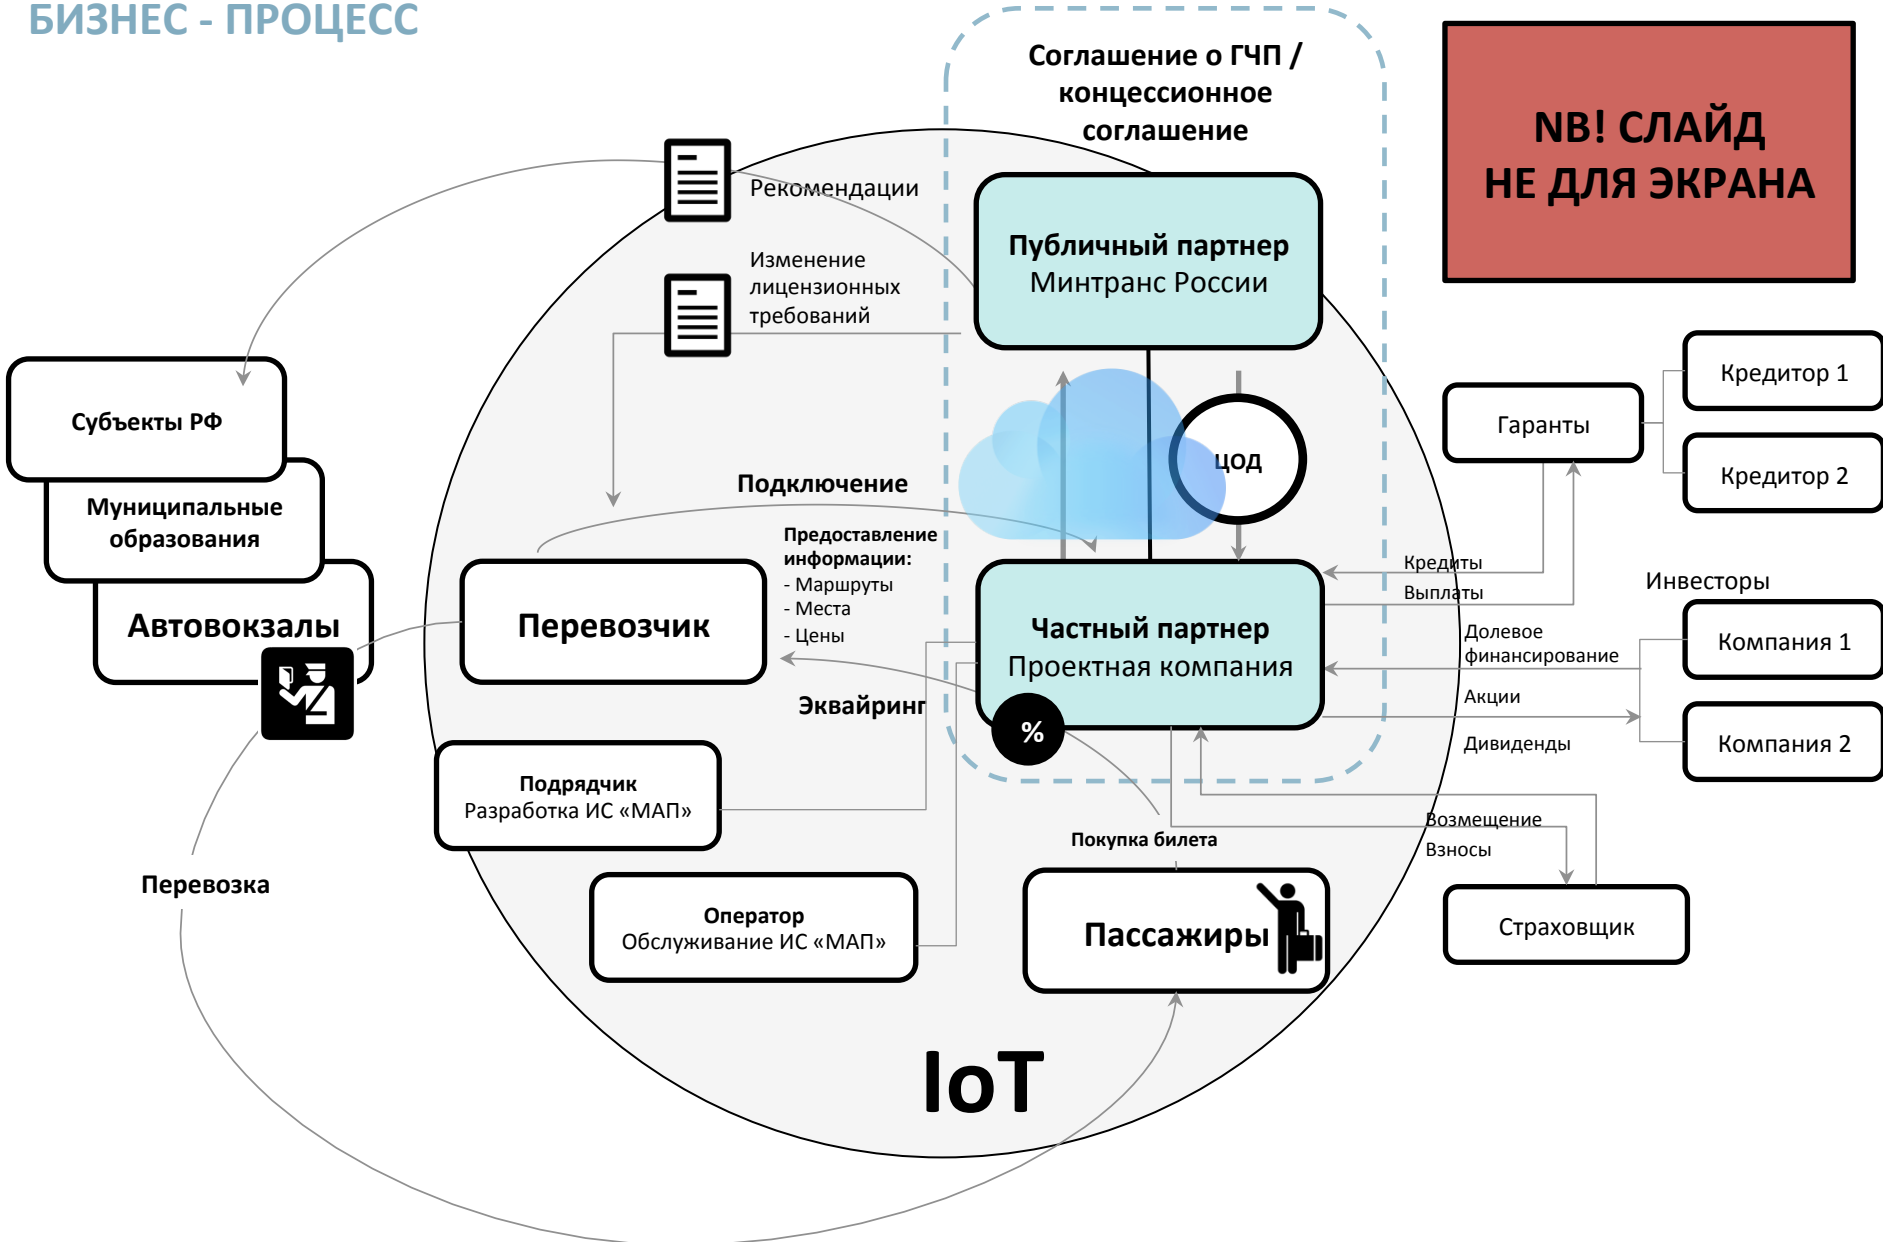 БИЗНЕС - ПРОЦЕСС
Соглашение о ГЧП /
концессионное
соглашение
NB! СЛАЙД
НЕ ДЛЯ ЭКРАНА
Рекомендации
Публичный партнер
Минтранс России
Изменение
лицензионных
требований
Субъекты РФ
Муниципальные
образования
Автовокзалы
Подключение
ЦОД
Гаранты
Кредитор 1
Кредитор 2
Перевозчик
Предоставление
информации:
- Маршруты
- Места
- Цены
Эквайринг
Частный партнер
Проектная компания
%
Кредиты
Выплаты
Инвесторы
Долевое
финансирование
Акции
Дивиденды
Компания 1
Компания 2
Подрядчик
Разработка ИС «МАП»
Покупка билета
Возмещение
Взносы
Перевозка
Оператор
Обслуживание ИС «МАП»
Пассажиры
Страховщик
IoT